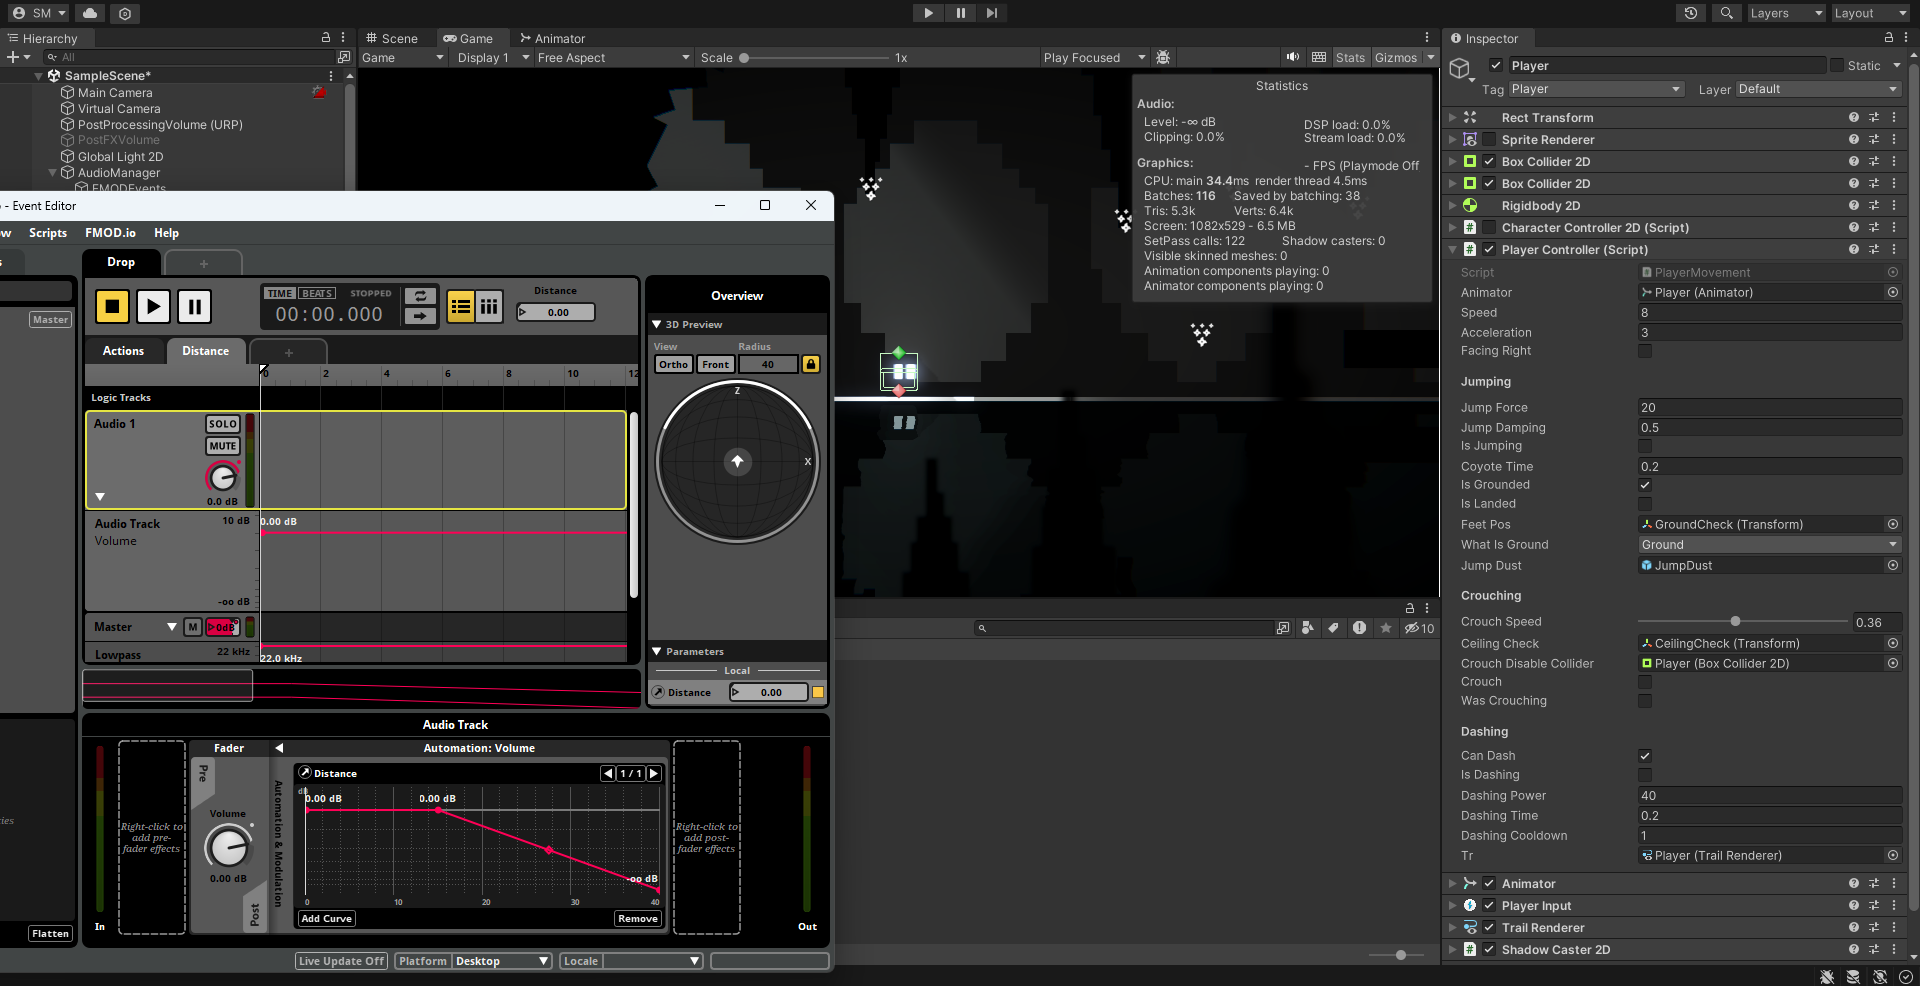 SM
Layers
Layout
Hierarchy
All
SampleScene*
Main Camera
Virtual Camera
PostProcessingVolume (URP)
PostFXVolume
Global Light 2D
AudioManager
FMODEvents
Scene
Game
Animator
Game
Display 1
Free Aspect
Scale
1x
Play Focused
Stats
Gizmos
Statistics
Audio:
Level: -∞ dB
DSP load: 0.0%
Clipping: 0.0%
Stream load: 0.0%
Graphics:
- FPS (Playmode Off
CPU: main 34.4ms render thread 4.5ms
Batches: 116 Saved by batching: 38
Tris: 5.3k Verts: 6.4k
Screen: 1082x529 - 6.5 MB
SetPass calls: 122 Shadow casters: 0
Visible skinned meshes: 0
Animation components playing: 0
Animator components playing: 0
10
- Event Editor
Scripts
FMOD.io
Help
Drop
+
Master
TIME
BEATS
STOPPED
00:00.000
Distance
0.00
Actions
Distance
+
0 2 4 6 8 10 12
Logic Tracks
Audio 1
SOLO
MUTE
0.0 dB
Audio Track
Volume
10 dB
0.00 dB
-oo dB
Master
M
0dB
Lowpass
22 kHz
22.0 kHz
Overview
3D Preview
View
Radius
Ortho
Front
40
Z
X
Parameters
Local
Distance
0.00
Audio Track
Fader
Automation: Volume
Pre
Volume
0.00 dB
Post
Automation & Modulation
Distance
1 / 1
dB
0.00 dB
0.00 dB
-oo dB
0 10 20 30 40
Add Curve
Remove
Right-click to
add pre-
fader effects
Right-click to
add post-
fader effects
In
Out
Flatten
Live Update Off
Platform
Desktop
Locale
Inspector
Player
Static
Tag
Player
Layer
Default
Rect Transform
Sprite Renderer
Box Collider 2D
Box Collider 2D
Rigidbody 2D
Character Controller 2D (Script)
Player Controller (Script)
Script
PlayerMovement
Animator
Player (Animator)
Speed
8
Acceleration
3
Facing Right
Jumping
Jump Force
20
Jump Damping
0.5
Is Jumping
Coyote Time
0.2
Is Grounded
Is Landed
Feet Pos
GroundCheck (Transform)
What Is Ground
Ground
Jump Dust
JumpDust
Crouching
Crouch Speed
0.36
Ceiling Check
CeilingCheck (Transform)
Crouch Disable Collider
Player (Box Collider 2D)
Crouch
Was Crouching
Dashing
Can Dash
Is Dashing
Dashing Power
40
Dashing Time
0.2
Dashing Cooldown
1
Tr
Player (Trail Renderer)
Animator
Player Input
Trail Renderer
Shadow Caster 2D